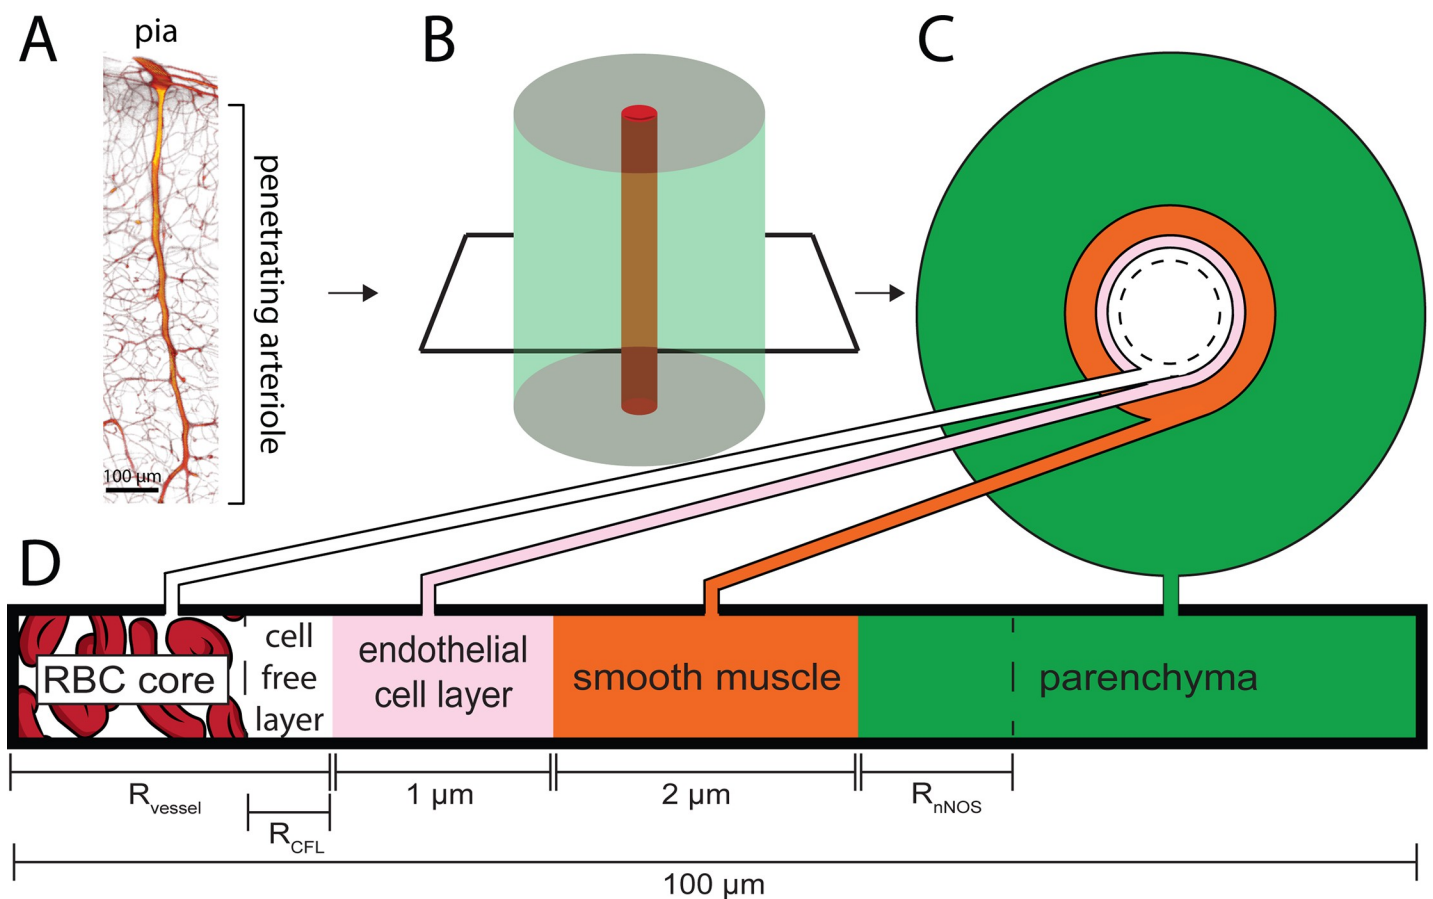 A
pia
penetrating arteriole
100 µm
B
C
D
RBC core
cell
free
layer
endothelial
cell layer
smooth muscle
parenchyma
Rvessel
1 µm
2 µm
RnNOS
RCFL
100 µm